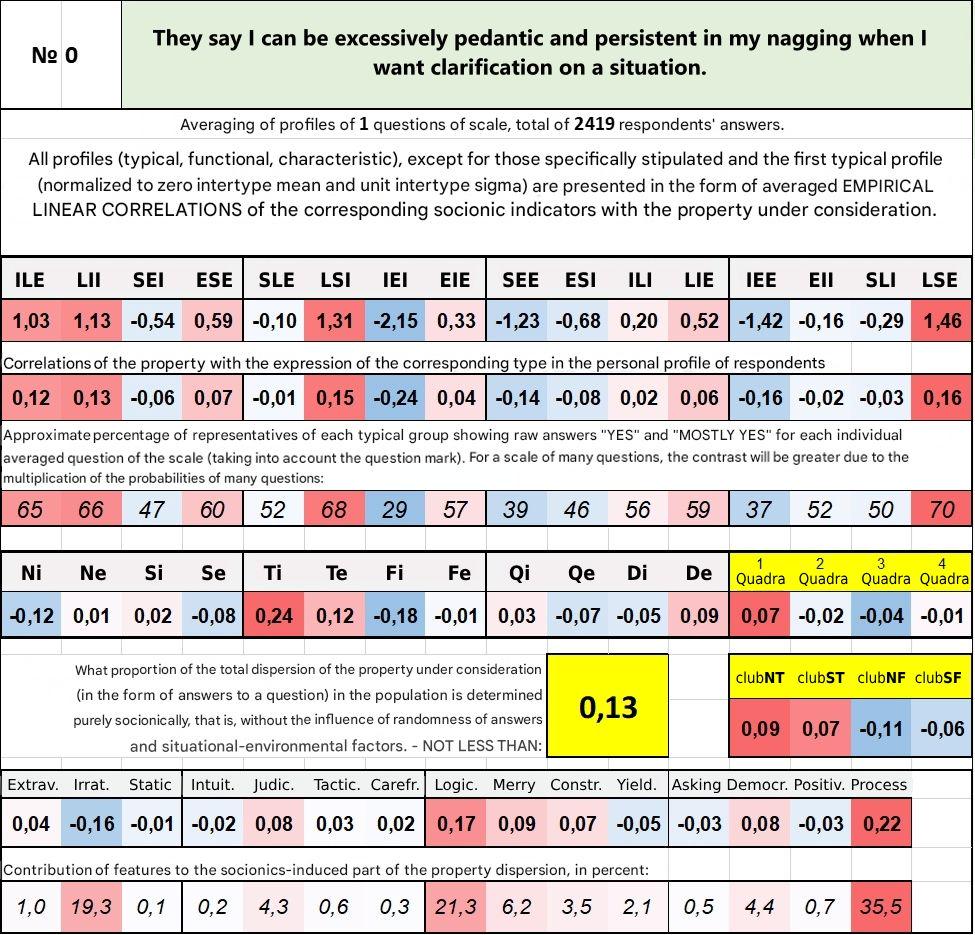 № 0
They say I can be excessively pedantic and persistent in my nagging when I
want clarification on a situation.
Averaging of profiles of 1 questions of scale, total of 2419 respondents' answers.
All profiles (typical, functional, characteristic), except for those specifically stipulated and the first typical profile
(normalized to zero intertype mean and unit intertype sigma) are presented in the form of averaged EMPIRICAL
LINEAR CORRELATIONS of the corresponding socionic indicators with the property under consideration.
ILE LII SEI ESE SLE LSI IEI EIE SEE ESI ILI LIE IEE EII SLI LSE
1,03 1,13 -0,54 0,59 -0,10 1,31 -2,15 0,33 -1,23 -0,68 0,20 0,52 -1,42 -0,16 -0,29 1,46
Correlations of the property with the expression of the corresponding type in the personal profile of respondents
0,12 0,13 -0,06 0,07 -0,01 0,15 -0,24 0,04 -0,14 -0,08 0,02 0,06 -0,16 -0,02 -0,03 0,16
Approximate percentage of representatives of each typical group showing raw answers "YES" and "MOSTLY YES" for each individual
averaged question of the scale (taking into account the question mark). For a scale of many questions, the contrast will be greater due to the
multiplication of the probabilities of many questions:
65 66 47 60 52 68 29 57 39 46 56 59 37 52 50 70
Ni Ne Si Se Ti Te Fi Fe Qi Qe Di De 1 Quadra 2 Quadra 3 Quadra 4 Quadra
-0,12 0,01 0,02 -0,08 0,24 0,12 -0,18 -0,01 0,03 -0,07 -0,05 0,09 0,07 -0,02 -0,04 -0,01
What proportion of the total dispersion of the property under consideration
(in the form of answers to a question) in the population is determined
purely socionically, that is, without the influence of randomness of answers
and situational-environmental factors. - NOT LESS THAN:
0,13
clubNT clubST clubNF clubSF
0,09 0,07 -0,11 -0,06
Extrav. Irrat. Static Intuit. Judic. Tactic. Carefr. Logic. Merry Constr. Yield. Asking Democr. Positiv. Process
0,04 -0,16 -0,01 -0,02 0,08 0,03 0,02 0,17 0,09 0,07 -0,05 -0,03 0,08 -0,03 0,22
Contribution of features to the socionics-induced part of the property dispersion, in percent:
1,0 19,3 0,1 0,2 4,3 0,6 0,3 21,3 6,2 3,5 2,1 0,5 4,4 0,7 35,5